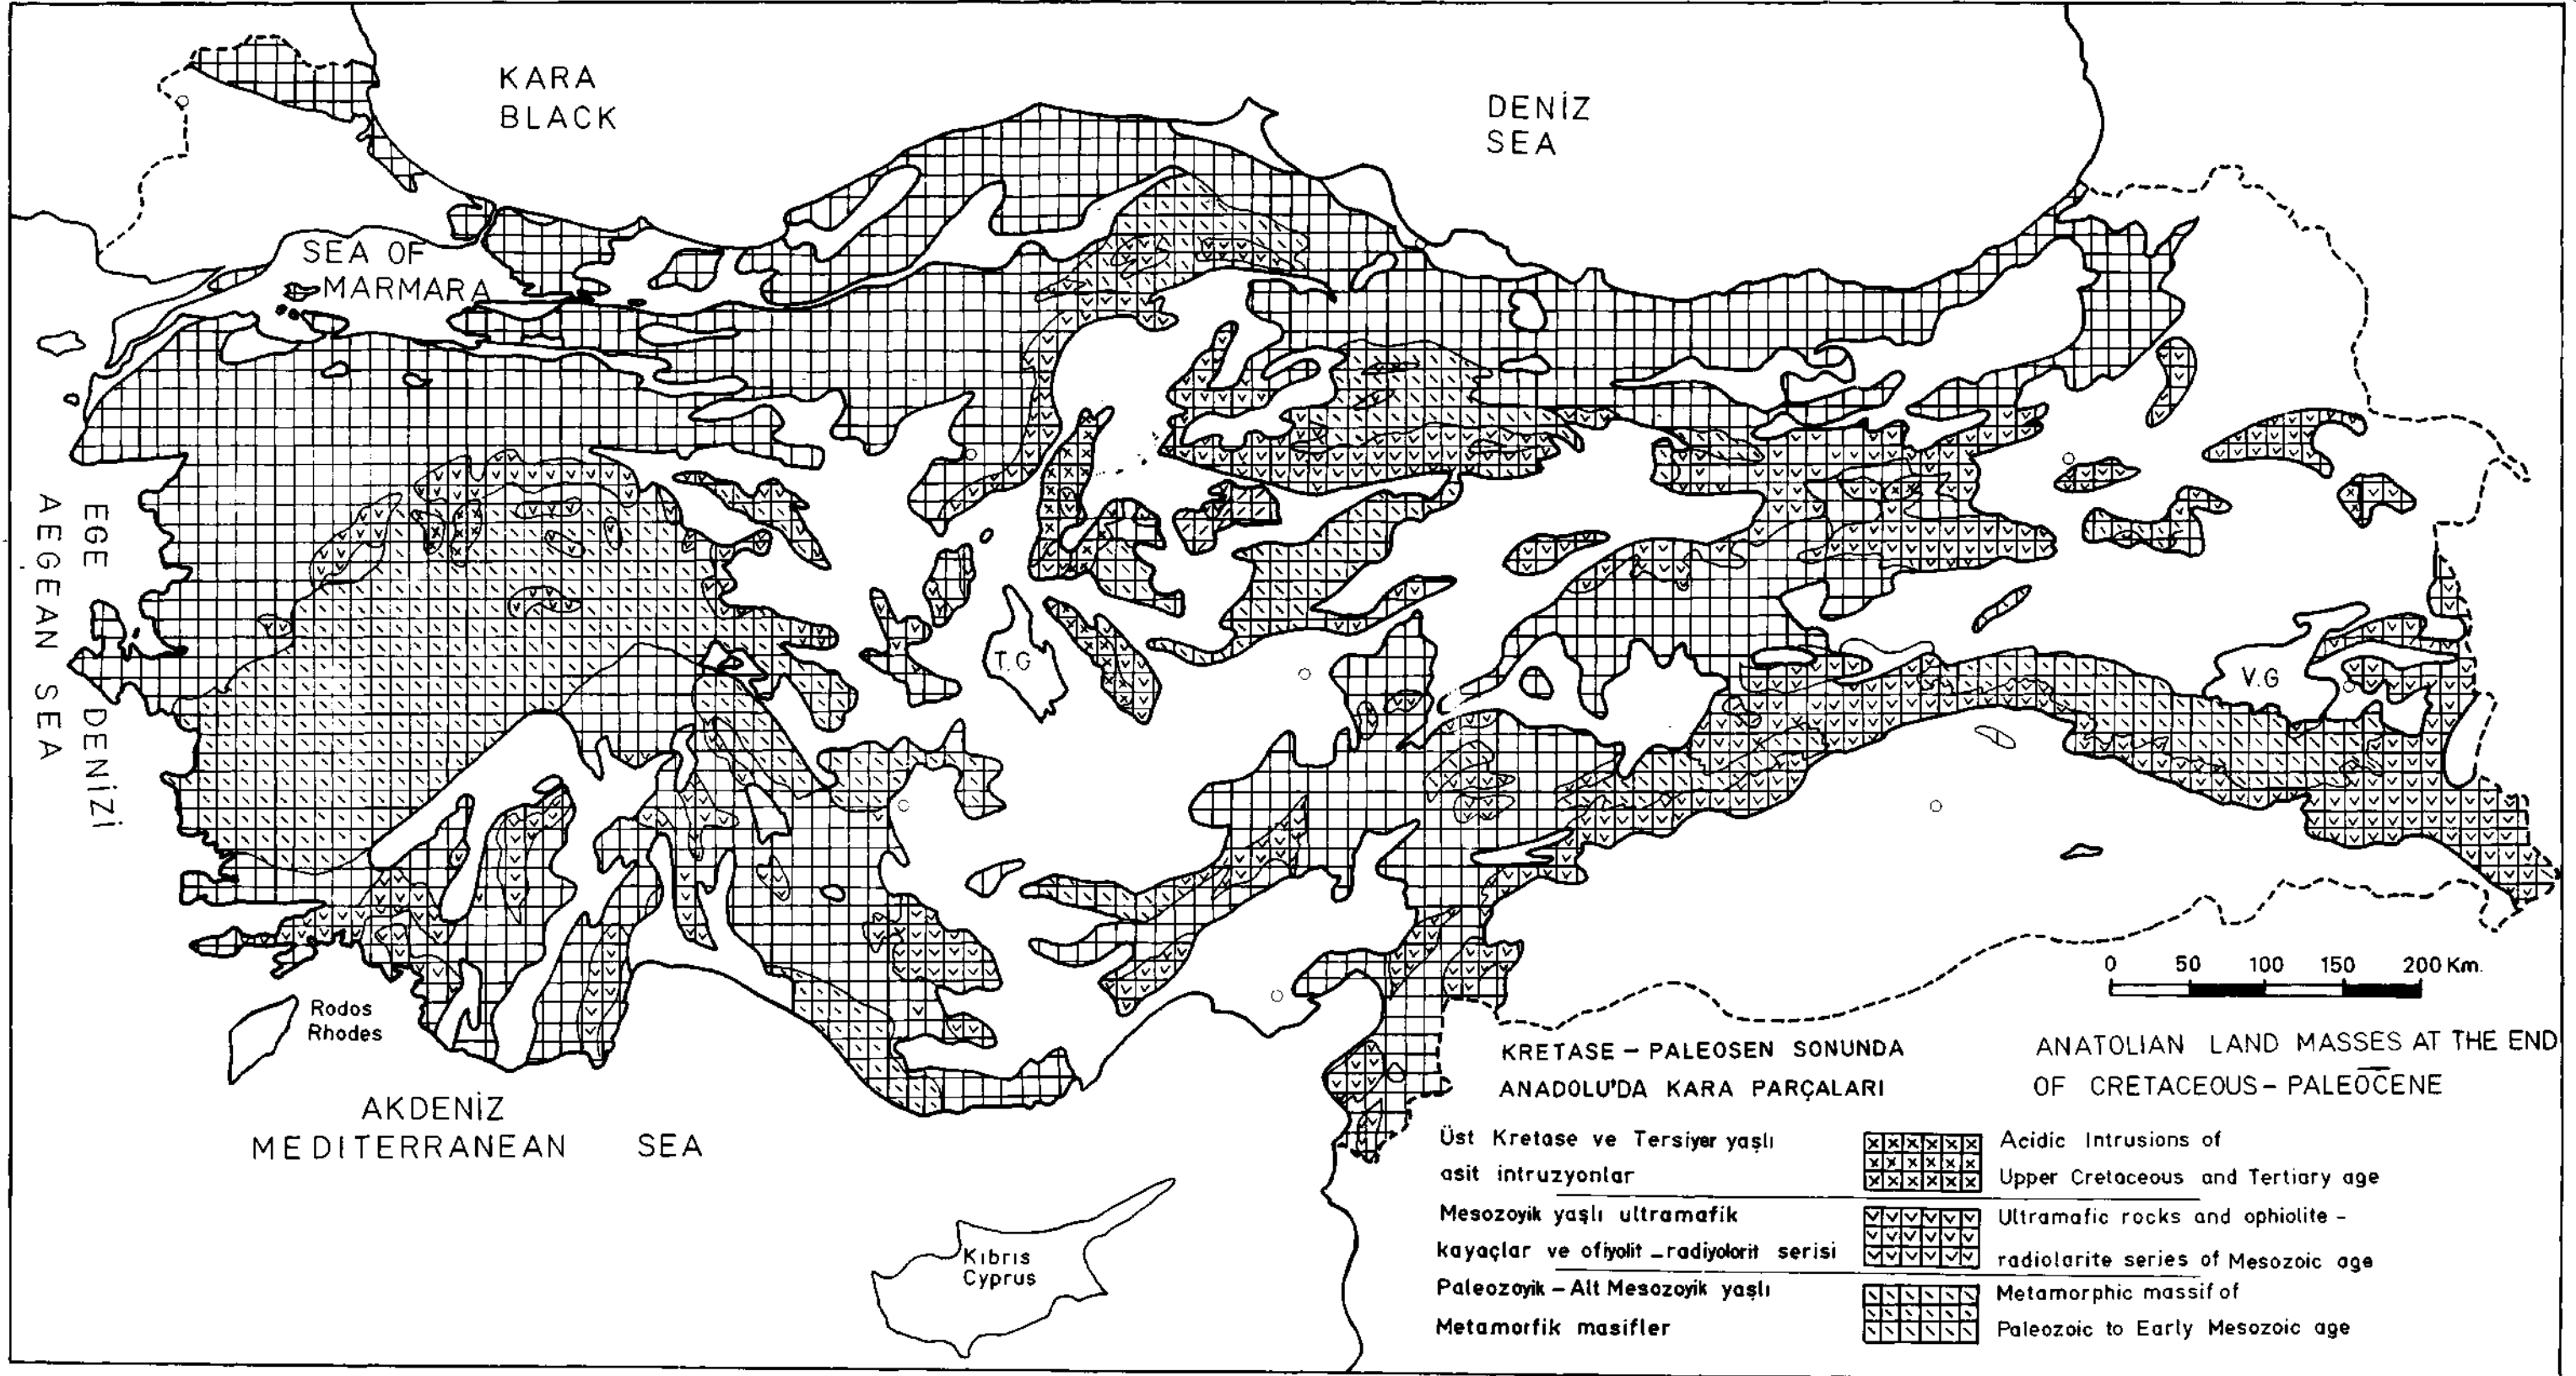 KARA
BLACK
DENİZ
SEA
SEA OF
MARMARA
EGE DENİZİ
AEGEAN SEA
T.G
V.G
0 50 100 150 200 Km.
Rodos
Rhodes
KRETASE – PALEOSEN SONUNDA
ANADOLU'DA KARA PARÇALARI
ANATOLIAN LAND MASSES AT THE END
OF CRETACEOUS – PALEOCENE
AKDENİZ
MEDITERRANEAN SEA
Üst Kretase ve Tersiyer yaşlı
asit intruzyonlar
Acidic Intrusions of
Upper Cretaceous and Tertiary age
Mesozoyik yaşlı ultramafik
kayaçlar ve ofiyolit – radiyolorit serisi
Ultramafic rocks and ophiolite –
radiolarite series of Mesozoic age
Paleozoyik – Alt Mesozoyik yaşlı
Metamorfik masifler
Metamorphic massif of
Paleozoic to Early Mesozoic age
Kıbrıs
Cyprus